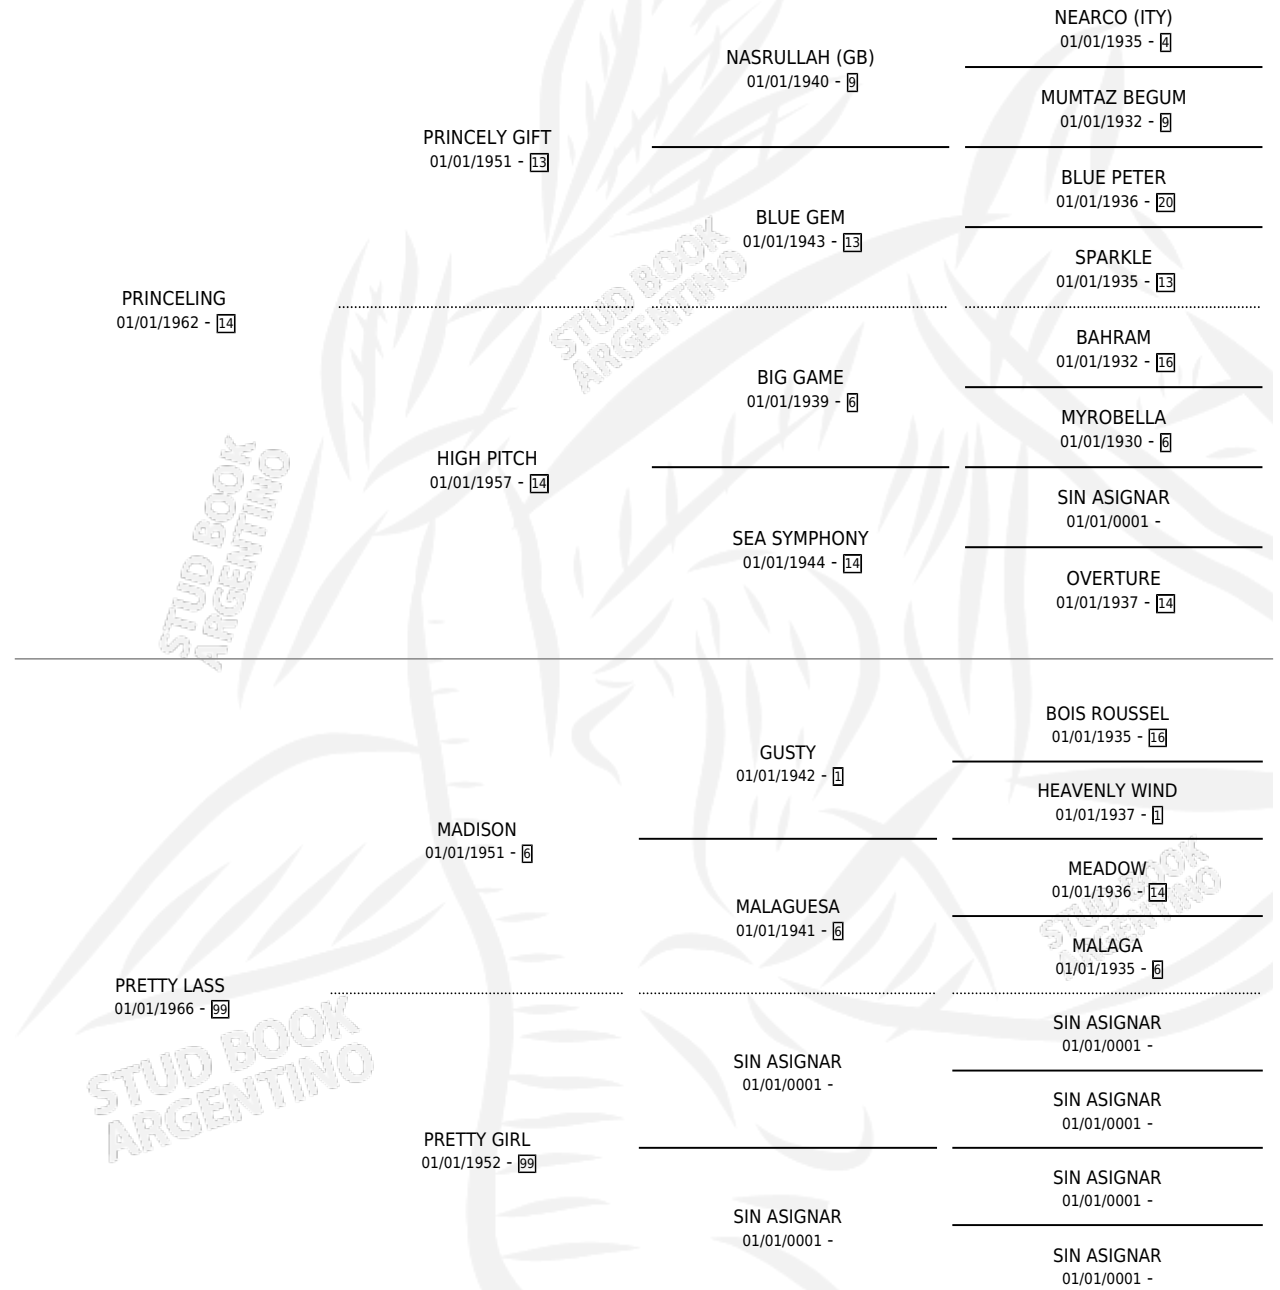 NEARCO (ITY)
01/01/1935 - 4
NASRULLAH (GB)
01/01/1940 - 9
MUMTAZ BEGUM
01/01/1932 - 9
PRINCELY GIFT
01/01/1951 - 13
BLUE PETER
01/01/1936 - 20
BLUE GEM
01/01/1943 - 13
SPARKLE
01/01/1935 - 13
PRINCELING
01/01/1962 - 14
STUD BOOK
ARGENTINO
BAHRAM
01/01/1932 - 16
BIG GAME
01/01/1939 - 6
MYROBELLA
01/01/1930 - 6
HIGH PITCH
01/01/1957 - 14
SIN ASIGNAR
01/01/0001 -
SEA SYMPHONY
01/01/1944 - 14
OVERTURE
01/01/1937 - 14
STUD BOOK
ARGENTINO
BOIS ROUSSEL
01/01/1935 - 16
GUSTY
01/01/1942 - 1
HEAVENLY WIND
01/01/1937 - 1
MADISON
01/01/1951 - 6
MEADOW
01/01/1936 - 14
MALAGUESA
01/01/1941 - 6
STUD BOOK
ARGENTINO
MALAGA
01/01/1935 - 6
PRETTY LASS
01/01/1966 - 99
SIN ASIGNAR
01/01/0001 -
SIN ASIGNAR
01/01/0001 -
STUD BOOK
ARGENTINO
SIN ASIGNAR
01/01/0001 -
PRETTY GIRL
01/01/1952 - 99
SIN ASIGNAR
01/01/0001 -
SIN ASIGNAR
01/01/0001 -
SIN ASIGNAR
01/01/0001 -